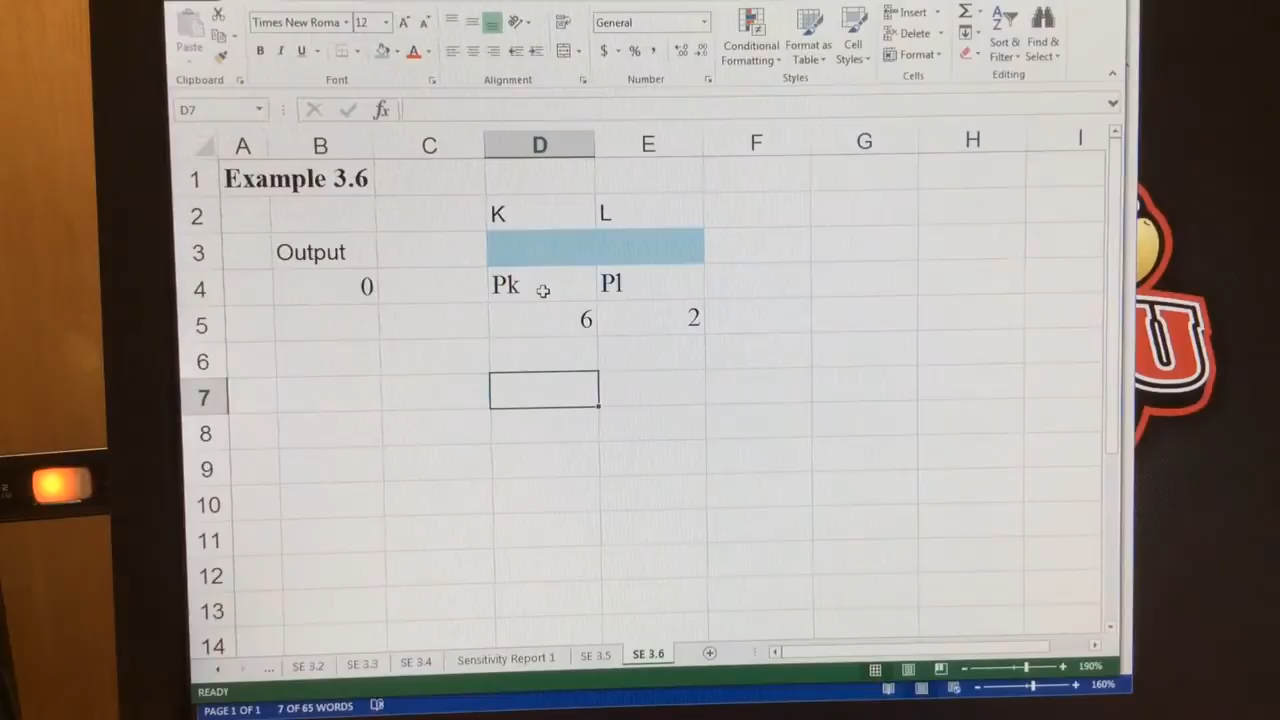 Times New Roma 12 A A General
Insert
Paste B I U A $ % , Conditional Formatting Format as Table Cell Styles Delete Sort & Filter Find & Select
Format
Clipboard Font Alignment Number Styles Cells Editing
D7 fx
A B C D E F G H I
1 Example 3.6
2 K L
3 Output
4 0 Pk Pl
5 6 2
6
7
8
9
10
11
12
13
14
... SE 3.2 SE 3.3 SE 3.4 Sensitivity Report 1 SE 3.5 SE 3.6
READY 190%
PAGE 1 OF 1 7 OF 65 WORDS 160%
U